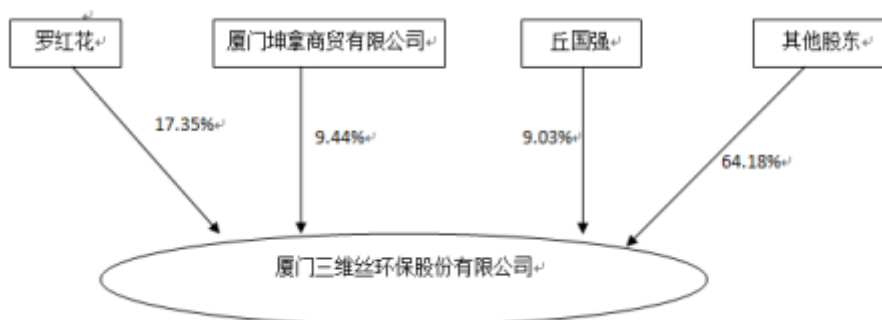 罗红花
厦门坤拿商贸有限公司
丘国强
其他股东
17.35%
9.44%
9.03%
64.18%
厦门三维丝环保股份有限公司